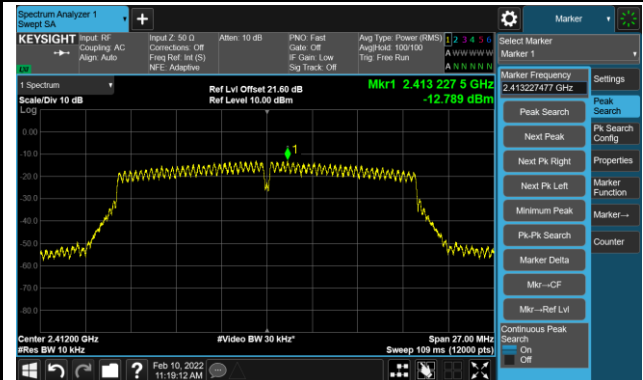 Spectrum Analyzer 1
Swept SA
Marker
KEYSIGHT Input: RF Input Z: 50 Ω Atten: 10 dB PNO: Fast Avg Type: Power (RMS) 1 2 3 4 5 6
Coupling: AC Corrections: Off Gate: Off Avg|Hold: 100/100 A W W W W W
Align: Auto Freq Ref: Int (S) IF Gain: Low Trig: Free Run
NFE: Adaptive Sig Track: Off A N N N N N
Select Marker
Marker 1
1 Spectrum
Ref Lvl Offset 21.60 dB
Mkr1 2.413 227 5 GHz
Scale/Div 10 dB
Ref Level 10.00 dBm
-12.789 dBm
Log
0.00
-10.0
-20.0
-30.0
-40.0
-50.0
-60.0
-70.0
-80.0
1
Center 2.41200 GHz
#Video BW 30 kHz*
Span 27.00 MHz
#Res BW 10 kHz
Sweep 109 ms (12000 pts)
Marker Frequency
2.413227477 GHz
Peak Search
Next Peak
Next Pk Right
Next Pk Left
Minimum Peak
Pk-Pk Search
Marker Delta
Mkr→CF
Mkr→Ref Lvl
Continuous Peak
Search
On
Off
Settings
Peak
Search
Pk Search
Config
Properties
Marker
Function
Marker→
Counter
Feb 10, 2022
11:19:12 AM